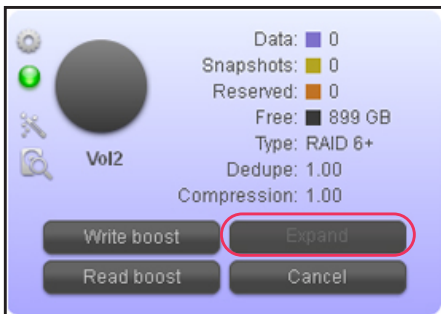 Data: 0
Snapshots: 0
Reserved: 0
Free: 899 GB
Type: RAID 6+
Vol2
Dedupe: 1.00
Compression: 1.00
Write boost
Expand
Read boost
Cancel